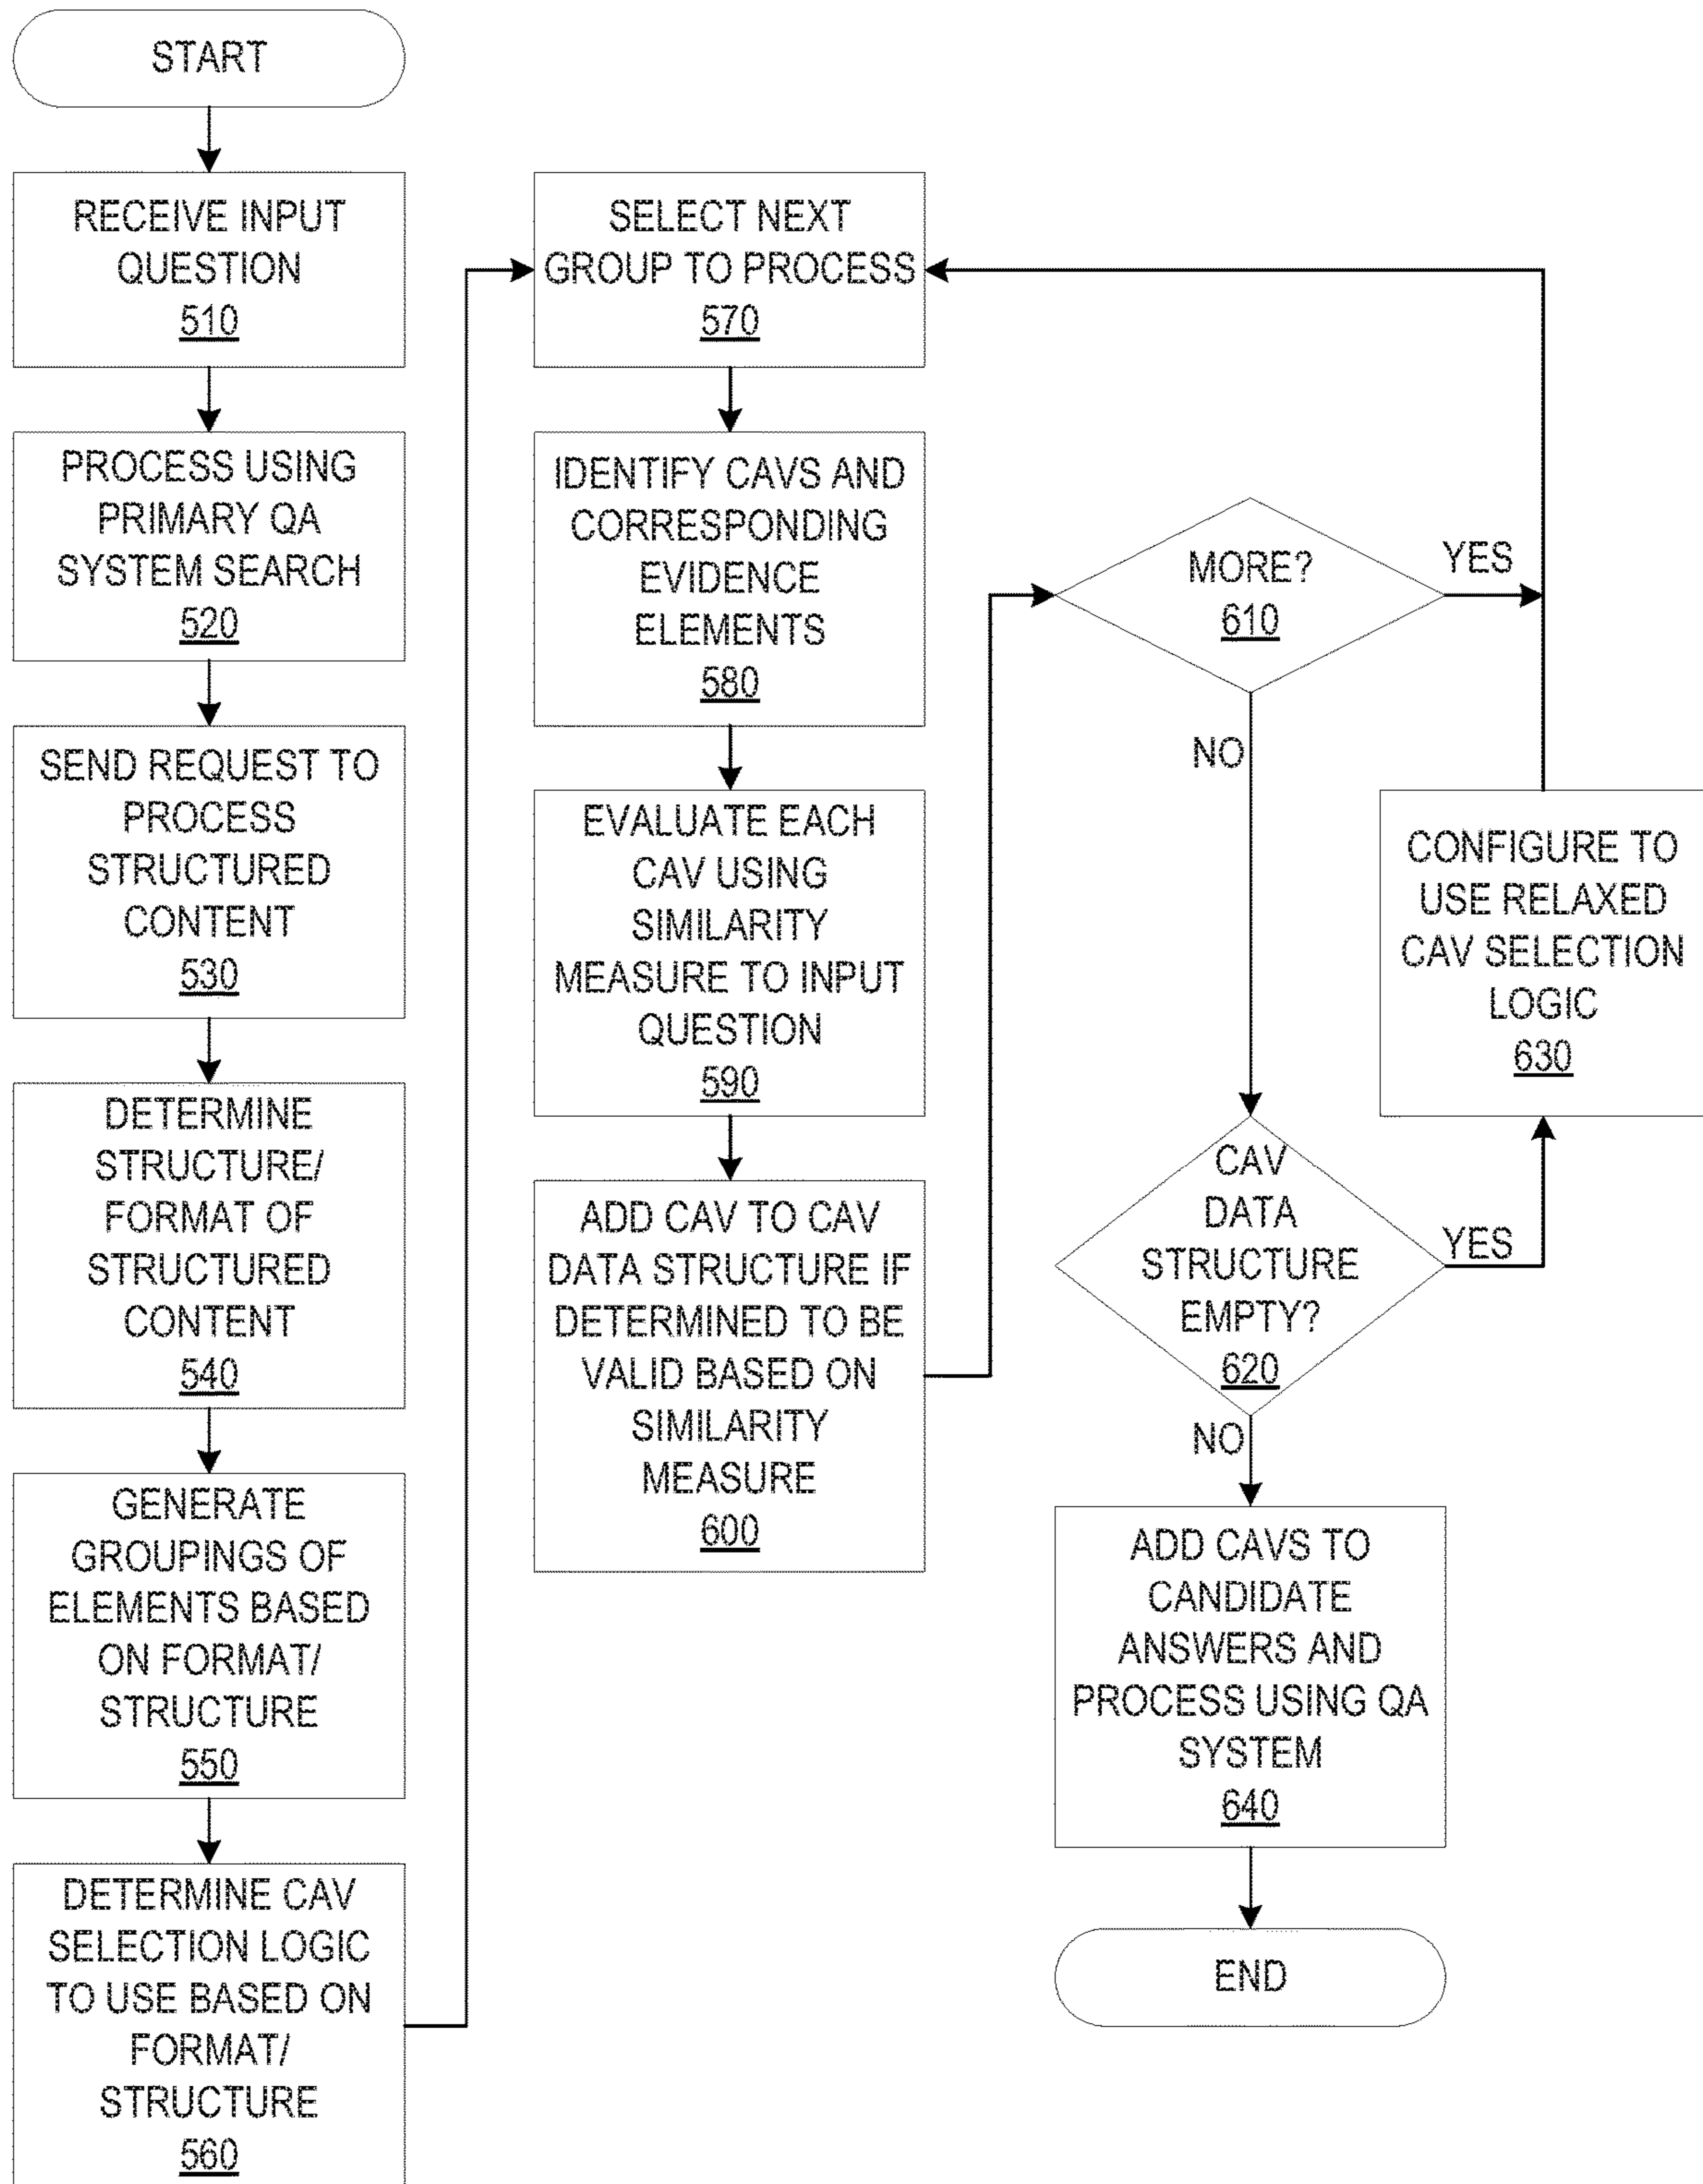 START
RECEIVE INPUT
QUESTION
510
PROCESS USING
PRIMARY QA
SYSTEM SEARCH
520
SEND REQUEST TO
PROCESS
STRUCTURED
CONTENT
530
DETERMINE
STRUCTURE/
FORMAT OF
STRUCTURED
CONTENT
540
GENERATE
GROUPINGS OF
ELEMENTS BASED
ON FORMAT/
STRUCTURE
550
DETERMINE CAV
SELECTION LOGIC
TO USE BASED ON
FORMAT/
STRUCTURE
560
SELECT NEXT
GROUP TO PROCESS
570
IDENTIFY CAVS AND
CORRESPONDING
EVIDENCE
ELEMENTS
580
EVALUATE EACH
CAV USING
SIMILARITY
MEASURE TO INPUT
QUESTION
590
ADD CAV TO CAV
DATA STRUCTURE IF
DETERMINED TO BE
VALID BASED ON
SIMILARITY
MEASURE
600
MORE?
610
YES
NO
CAV
DATA
STRUCTURE
EMPTY?
620
YES
NO
CONFIGURE TO
USE RELAXED
CAV SELECTION
LOGIC
630
ADD CAVS TO
CANDIDATE
ANSWERS AND
PROCESS USING QA
SYSTEM
640
END